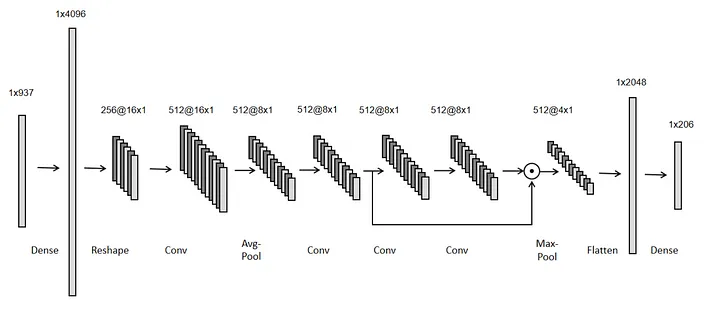 1x4096
1x937
256@16x1
512@16x1
512@8x1
512@8x1
512@8x1
512@8x1
512@4x1
1x2048
1x206
Dense
Reshape
Conv
Avg-
Pool
Conv
Conv
Conv
Max-
Pool
Flatten
Dense